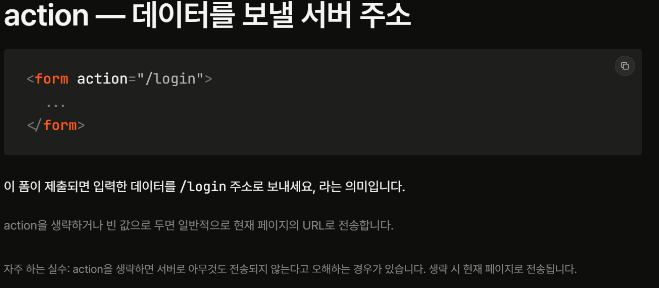 action — 데이터를 보낼 서버 주소
<form action="/login">
...
</form>
이 폼이 제출되면 입력한 데이터를 /login 주소로 보내세요, 라는 의미입니다.
action을 생략하거나 빈 값으로 두면 일반적으로 현재 페이지의 URL로 전송합니다.
자주 하는 실수: action을 생략하면 서버로 아무것도 전송되지 않는다고 오해하는 경우가 있습니다. 생략 시 현재 페이지로 전송됩니다.